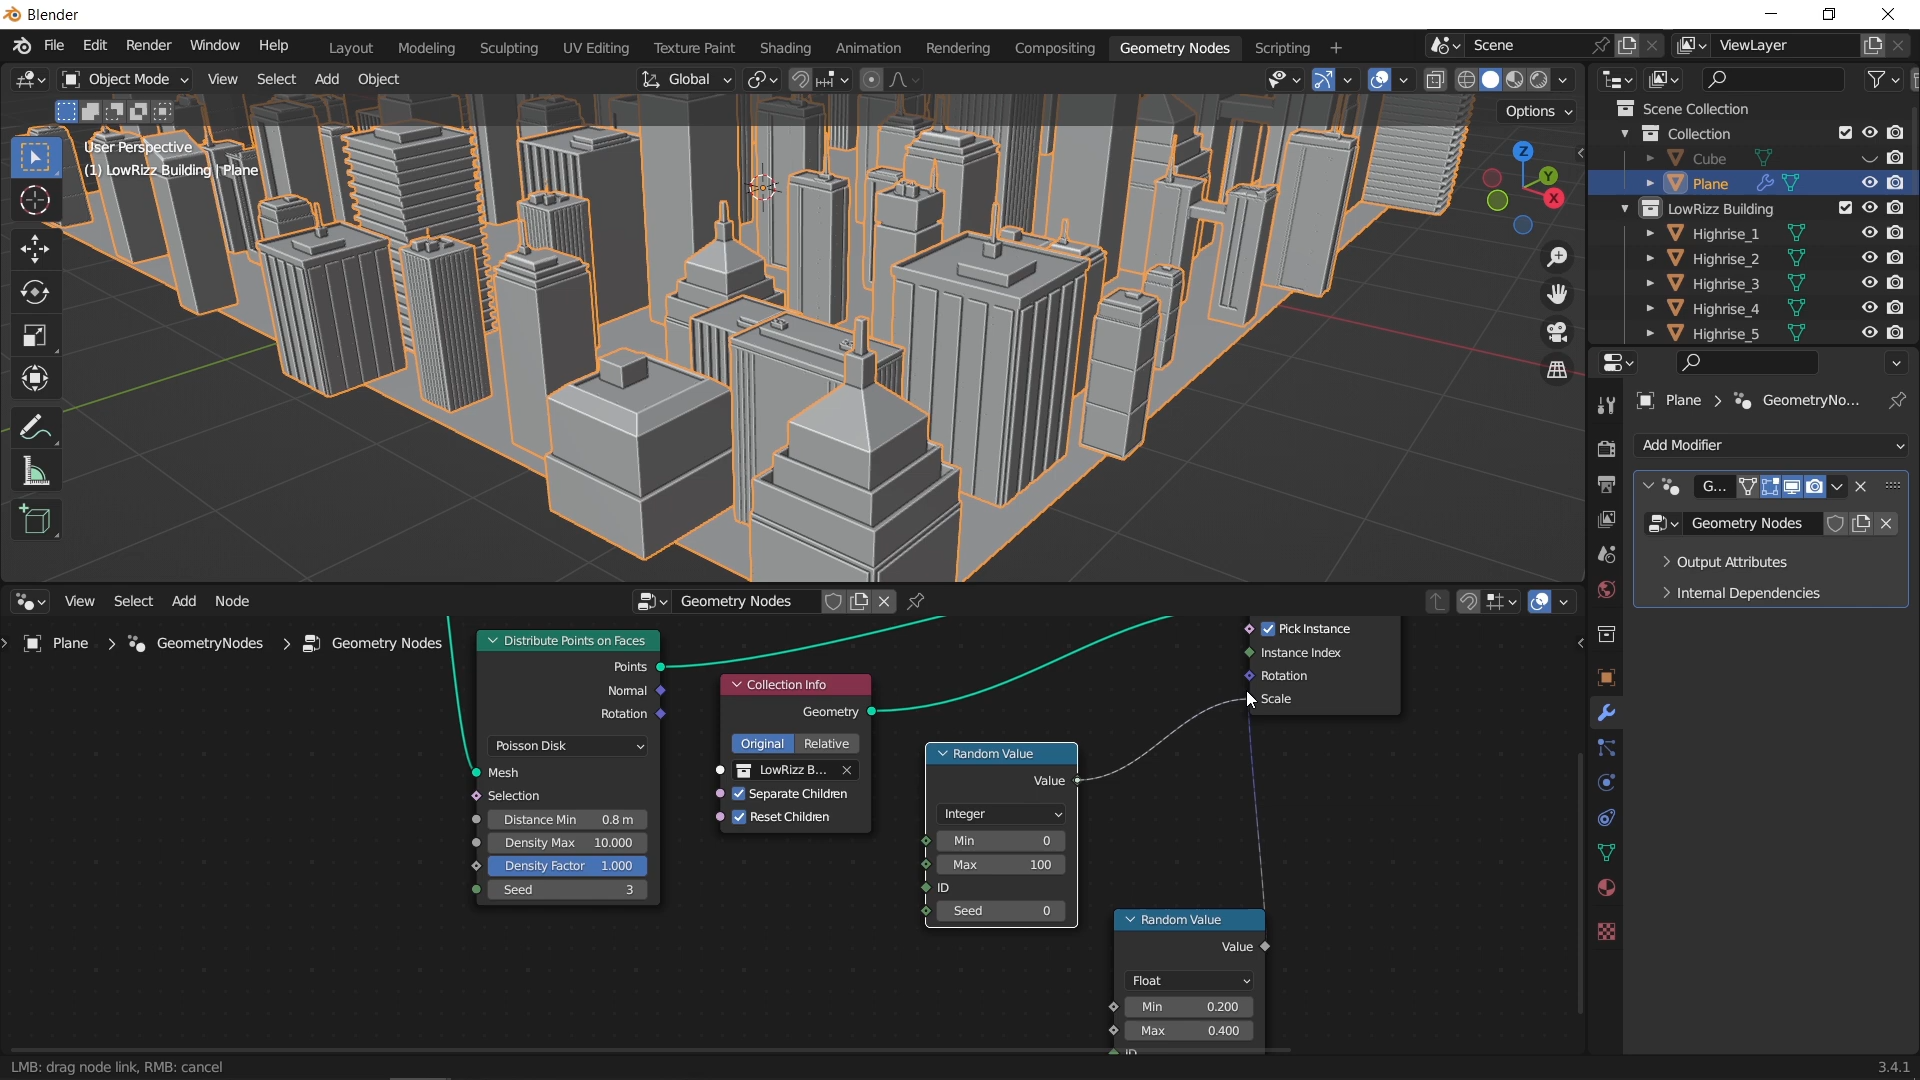 Blender
File Edit Render Window Help Layout Modeling Sculpting UV Editing Texture Paint Shading Animation Rendering Compositing Geometry Nodes Scripting + Scene ViewLayer
Object Mode View Select Add Object Global
Options
User Perspective
(1) LowRizz Building | Plane
Z
Y
X
Scene Collection
Collection
Cube
Plane
LowRizz Building
Highrise_1
Highrise_2
Highrise_3
Highrise_4
Highrise_5
Plane > GeometryNo...
Add Modifier
G...
Geometry Nodes
Output Attributes
Internal Dependencies
View Select Add Node Geometry Nodes
Plane > GeometryNodes > Geometry Nodes
Distribute Points on Faces
Points
Normal
Rotation
Poisson Disk
Mesh
Selection
Distance Min 0.8 m
Density Max 10.000
Density Factor 1.000
Seed 3
Collection Info
Geometry
Original Relative
LowRizz B...
Separate Children
Reset Children
Random Value
Value
Integer
Min 0
Max 100
ID
Seed 0
Pick Instance
Instance Index
Rotation
Scale
Random Value
Value
Float
Min 0.200
Max 0.400
ID
LMB: drag node link, RMB: cancel
3.4.1